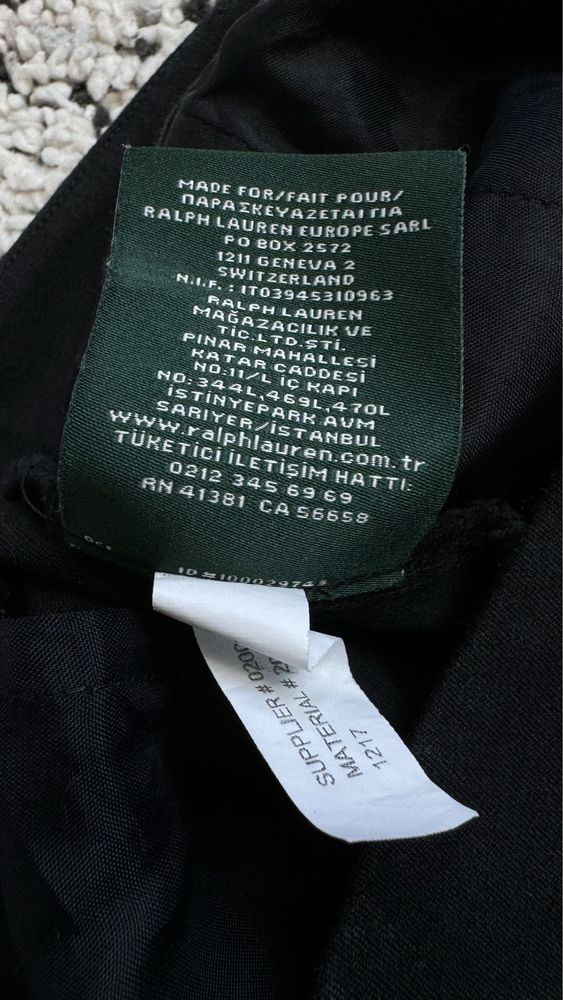 MADE FOR/FAIT POUR/
ΠΑΡΑΣΚΕΥΑΖΕΤΑΙ ΓΙΑ
RALPH LAUREN EUROPE SARL
PO BOX 2572
1211 GENEVA 2
SWITZERLAND
N.I.F. : IT03945310963
RALPH LAUREN
MAĞAZACILIK VE
TİC.LTD.ŞTİ.
PINAR MAHALLESİ
KATAR CADDESİ
NO:11/L İÇ KAPI
NO:344L,469L,470L
İSTİNYEPARK AVM
SARIYER/İSTANBUL
www.ralphlauren.com.tr
TÜKETİCİ İLETİŞİM HATTI:
0212 345 69 69
RN 41381 CA 56658
SUPPLIER #
MATERIAL #
1217